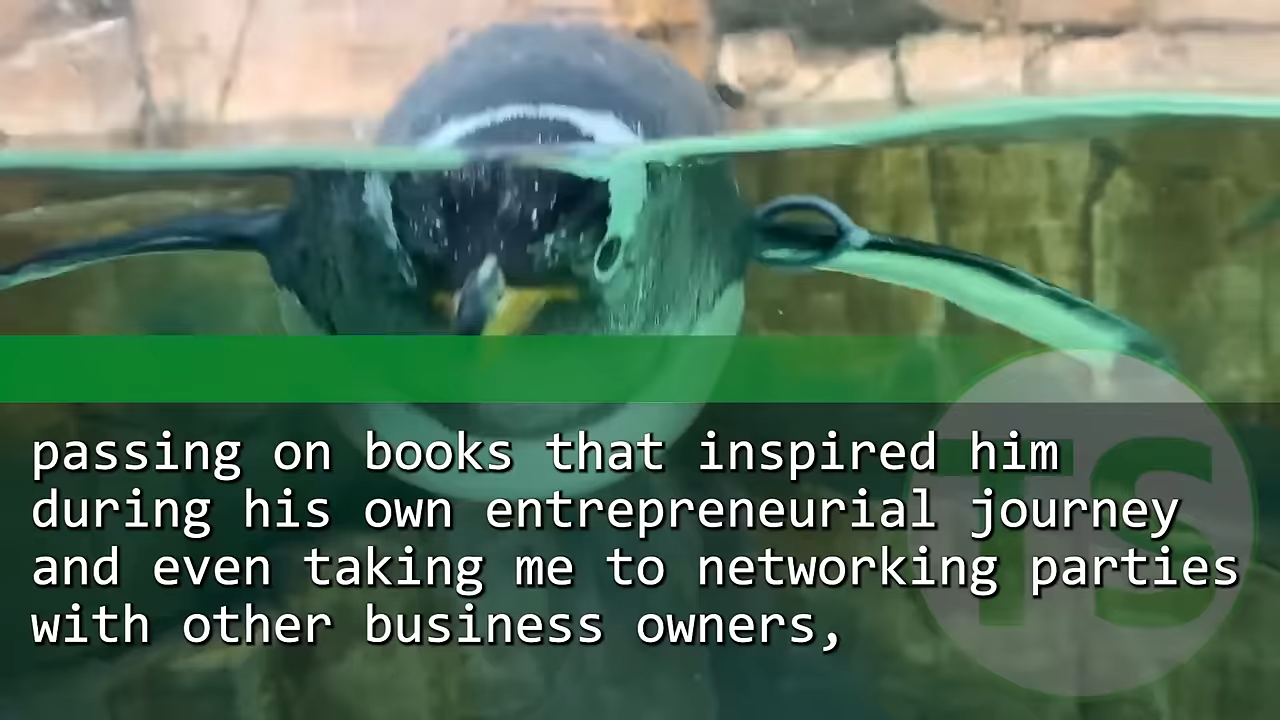 passing on books that inspired him
during his own entrepreneurial journey
and even taking me to networking parties
with other business owners,
TS